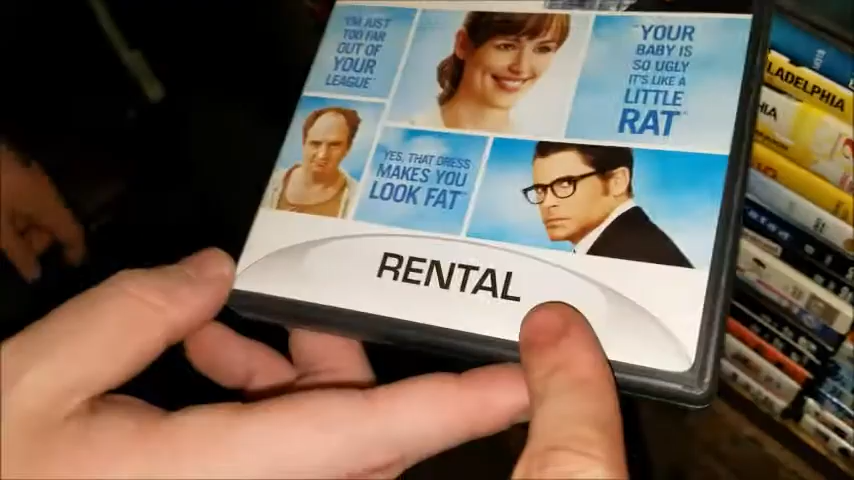 "I'M JUST
TOO FAR
OUT OF
YOUR
LEAGUE"
"YOUR
BABY IS
SO UGLY
IT'S LIKE A
LITTLE
RAT"
"YES, THAT DRESS
MAKES YOU
LOOK FAT"
RENTAL
LADELPHIA